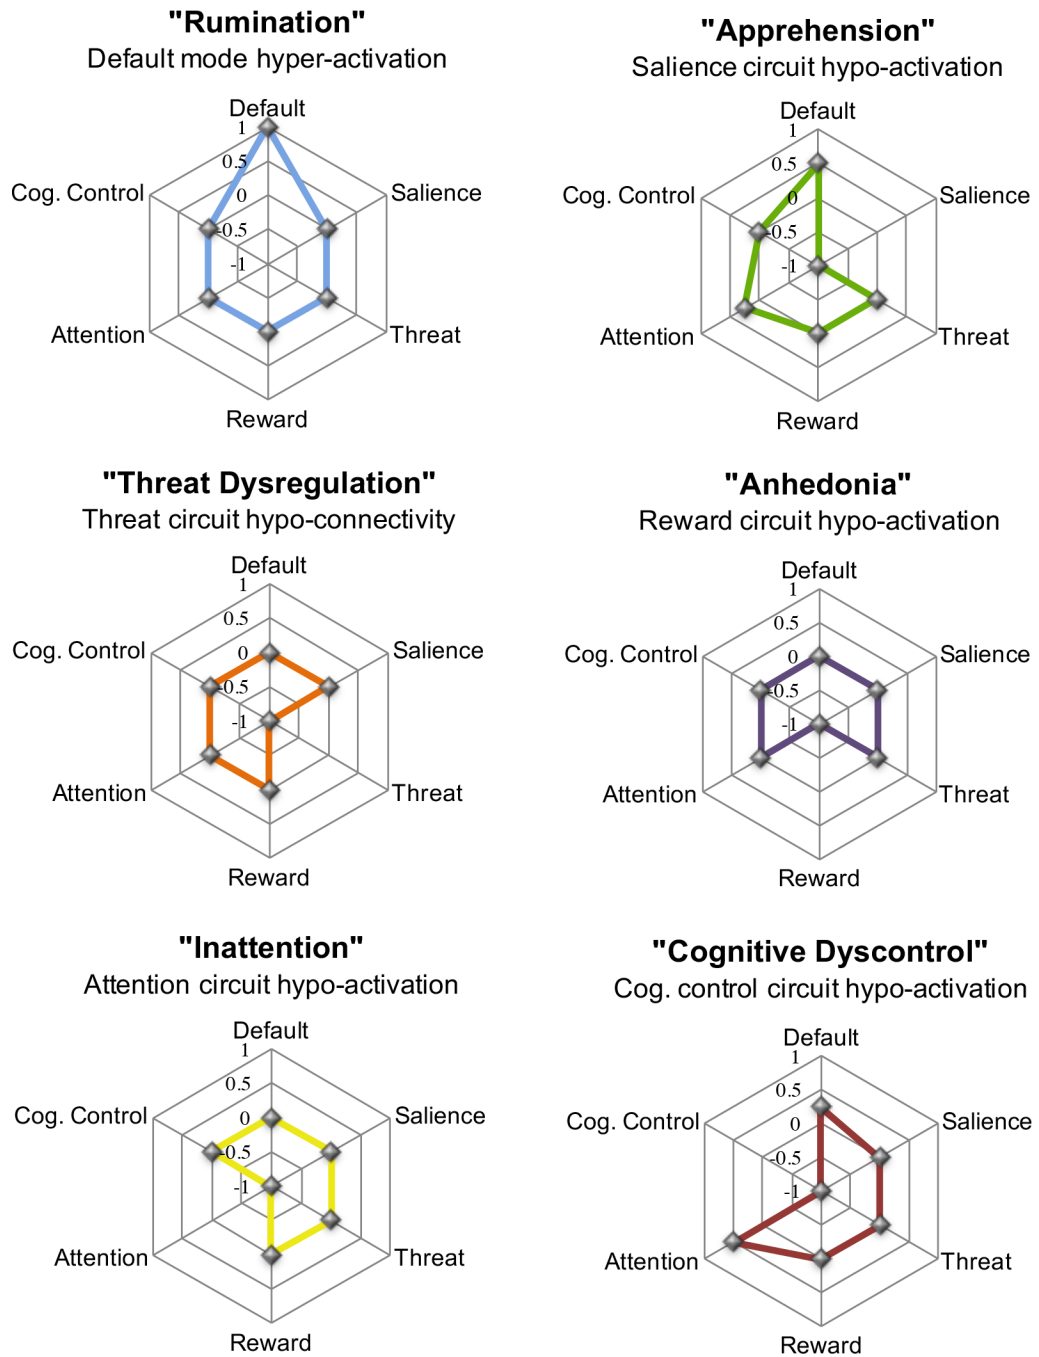 "Rumination"
Default mode hyper-activation
Default
1
0.5
0
-0.5
-1
Cog. Control
Salience
Attention
Threat
Reward
"Apprehension"
Salience circuit hypo-activation
Default
1
0.5
0
-0.5
-1
Cog. Control
Salience
Attention
Threat
Reward
"Threat Dysregulation"
Threat circuit hypo-connectivity
Default
1
0.5
0
-0.5
-1
Cog. Control
Salience
Attention
Threat
Reward
"Anhedonia"
Reward circuit hypo-activation
Default
1
0.5
0
-0.5
-1
Cog. Control
Salience
Attention
Threat
Reward
"Inattention"
Attention circuit hypo-activation
Default
1
0.5
0
-0.5
-1
Cog. Control
Salience
Attention
Threat
Reward
"Cognitive Dyscontrol"
Cog. control circuit hypo-activation
Default
1
0.5
0
-0.5
-1
Cog. Control
Salience
Attention
Threat
Reward